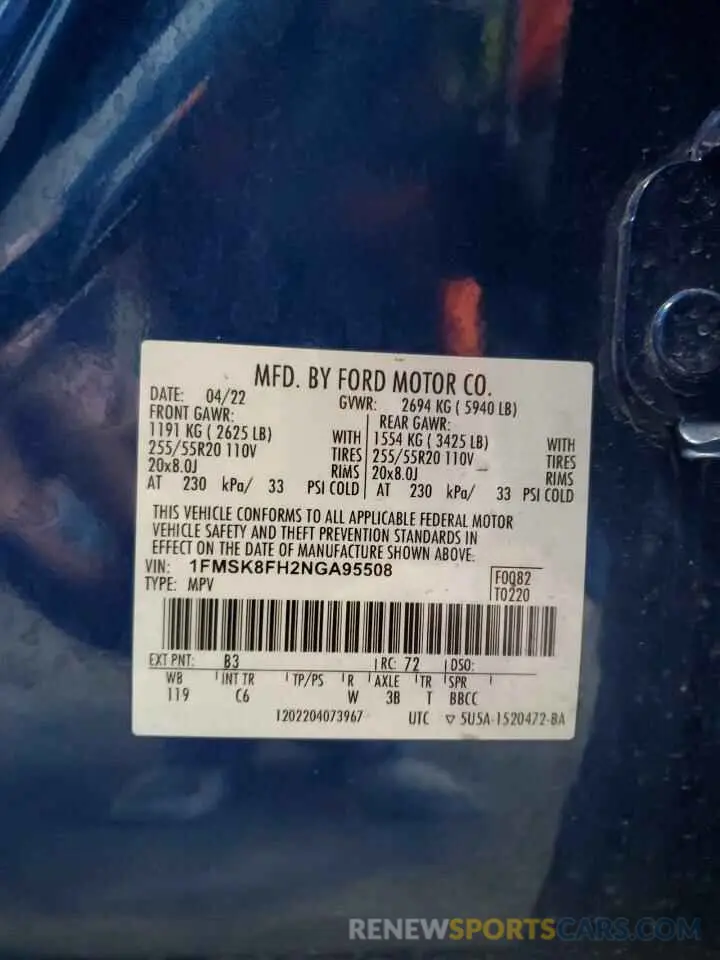 MFD. BY FORD MOTOR CO.
DATE: 04/22 GVWR: 2694 KG ( 5940 LB)
FRONT GAWR: REAR GAWR:
1191 KG ( 2625 LB) WITH 1554 KG ( 3425 LB) WITH
255/55R20 110V TIRES 255/55R20 110V TIRES
20x8.0J RIMS 20x8.0J RIMS
AT 230 kPa/ 33 PSI COLD AT 230 kPa/ 33 PSI COLD
THIS VEHICLE CONFORMS TO ALL APPLICABLE FEDERAL MOTOR
VEHICLE SAFETY AND THEFT PREVENTION STANDARDS IN
EFFECT ON THE DATE OF MANUFACTURE SHOWN ABOVE.
VIN: 1FMSK8FH2NGA95508
TYPE: MPV
F0082
T0220
EXT PNT: B3 RC: 72 DSO:
WB INT TR TP/PS R AXLE TR SPR
119 C6 W 3B T BBCC
1202204073967 UTC ▽ 5U5A-1520472-BA
RENEWSPORTSCARS.COM